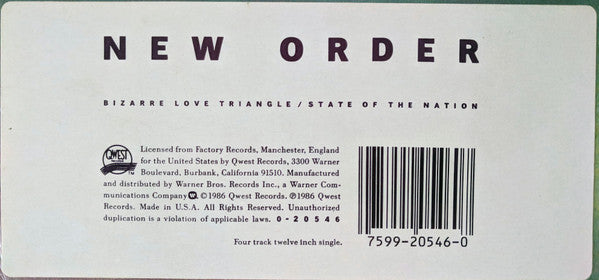 NEW ORDER
BIZARRE LOVE TRIANGLE/STATE OF THE NATION
QWEST
Licensed from Factory Records, Manchester, England
for the United States by Qwest Records, 3300 Warner
Boulevard, Burbank, California 91510. Manufactured
and distributed by Warner Bros. Records Inc., a Warner Com-
munications Company ©1986 Qwest Records. ℗1986 Qwest
Records. Made in U.S.A. All Rights Reserved. Unauthorized
duplication is a violation of applicable laws. 0-20546
Four track twelve inch single.
7599-20546-0